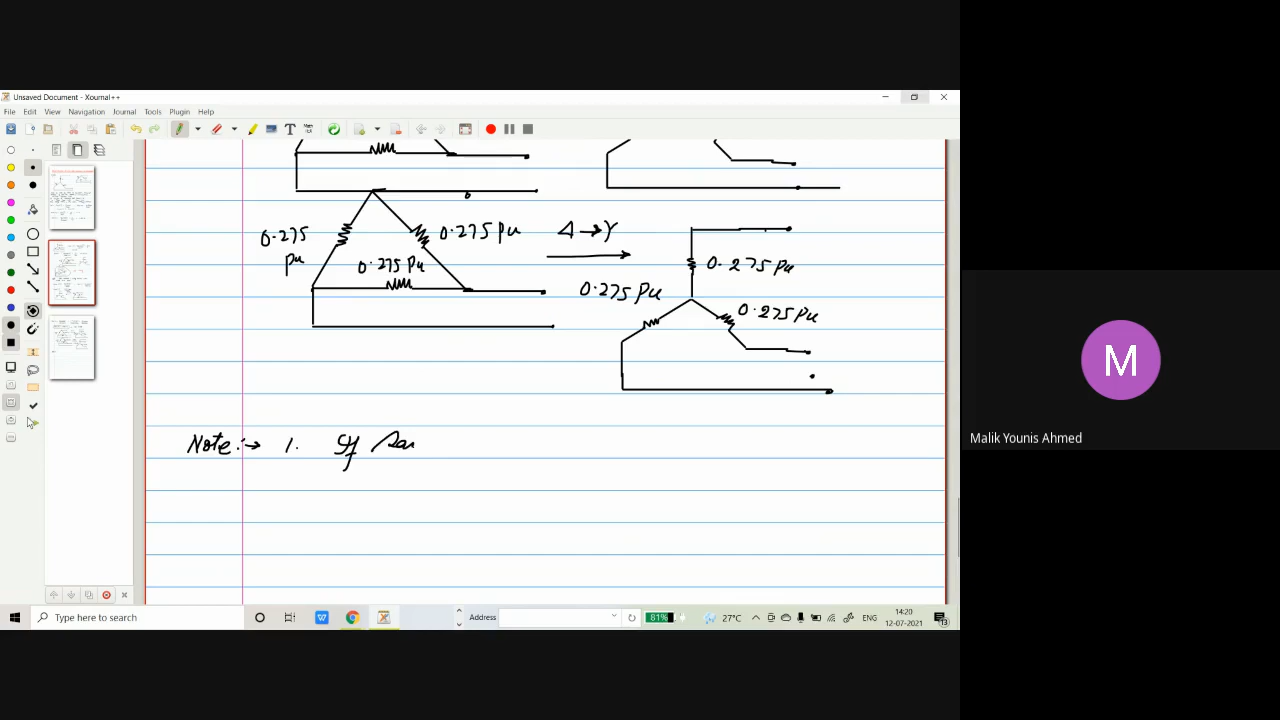 Unsaved Document - Xournal++
File Edit View Navigation Journal Tools Plugin Help
0.275 pu
0.275 pu
0.275 pu
Δ → Y
0.275 pu
0.275 pu
0.275 pu
Note:→ 1. If
Malik Younis Ahmed
M
Type here to search
Address
81%
27°C
ENG
14:20
12-07-2021